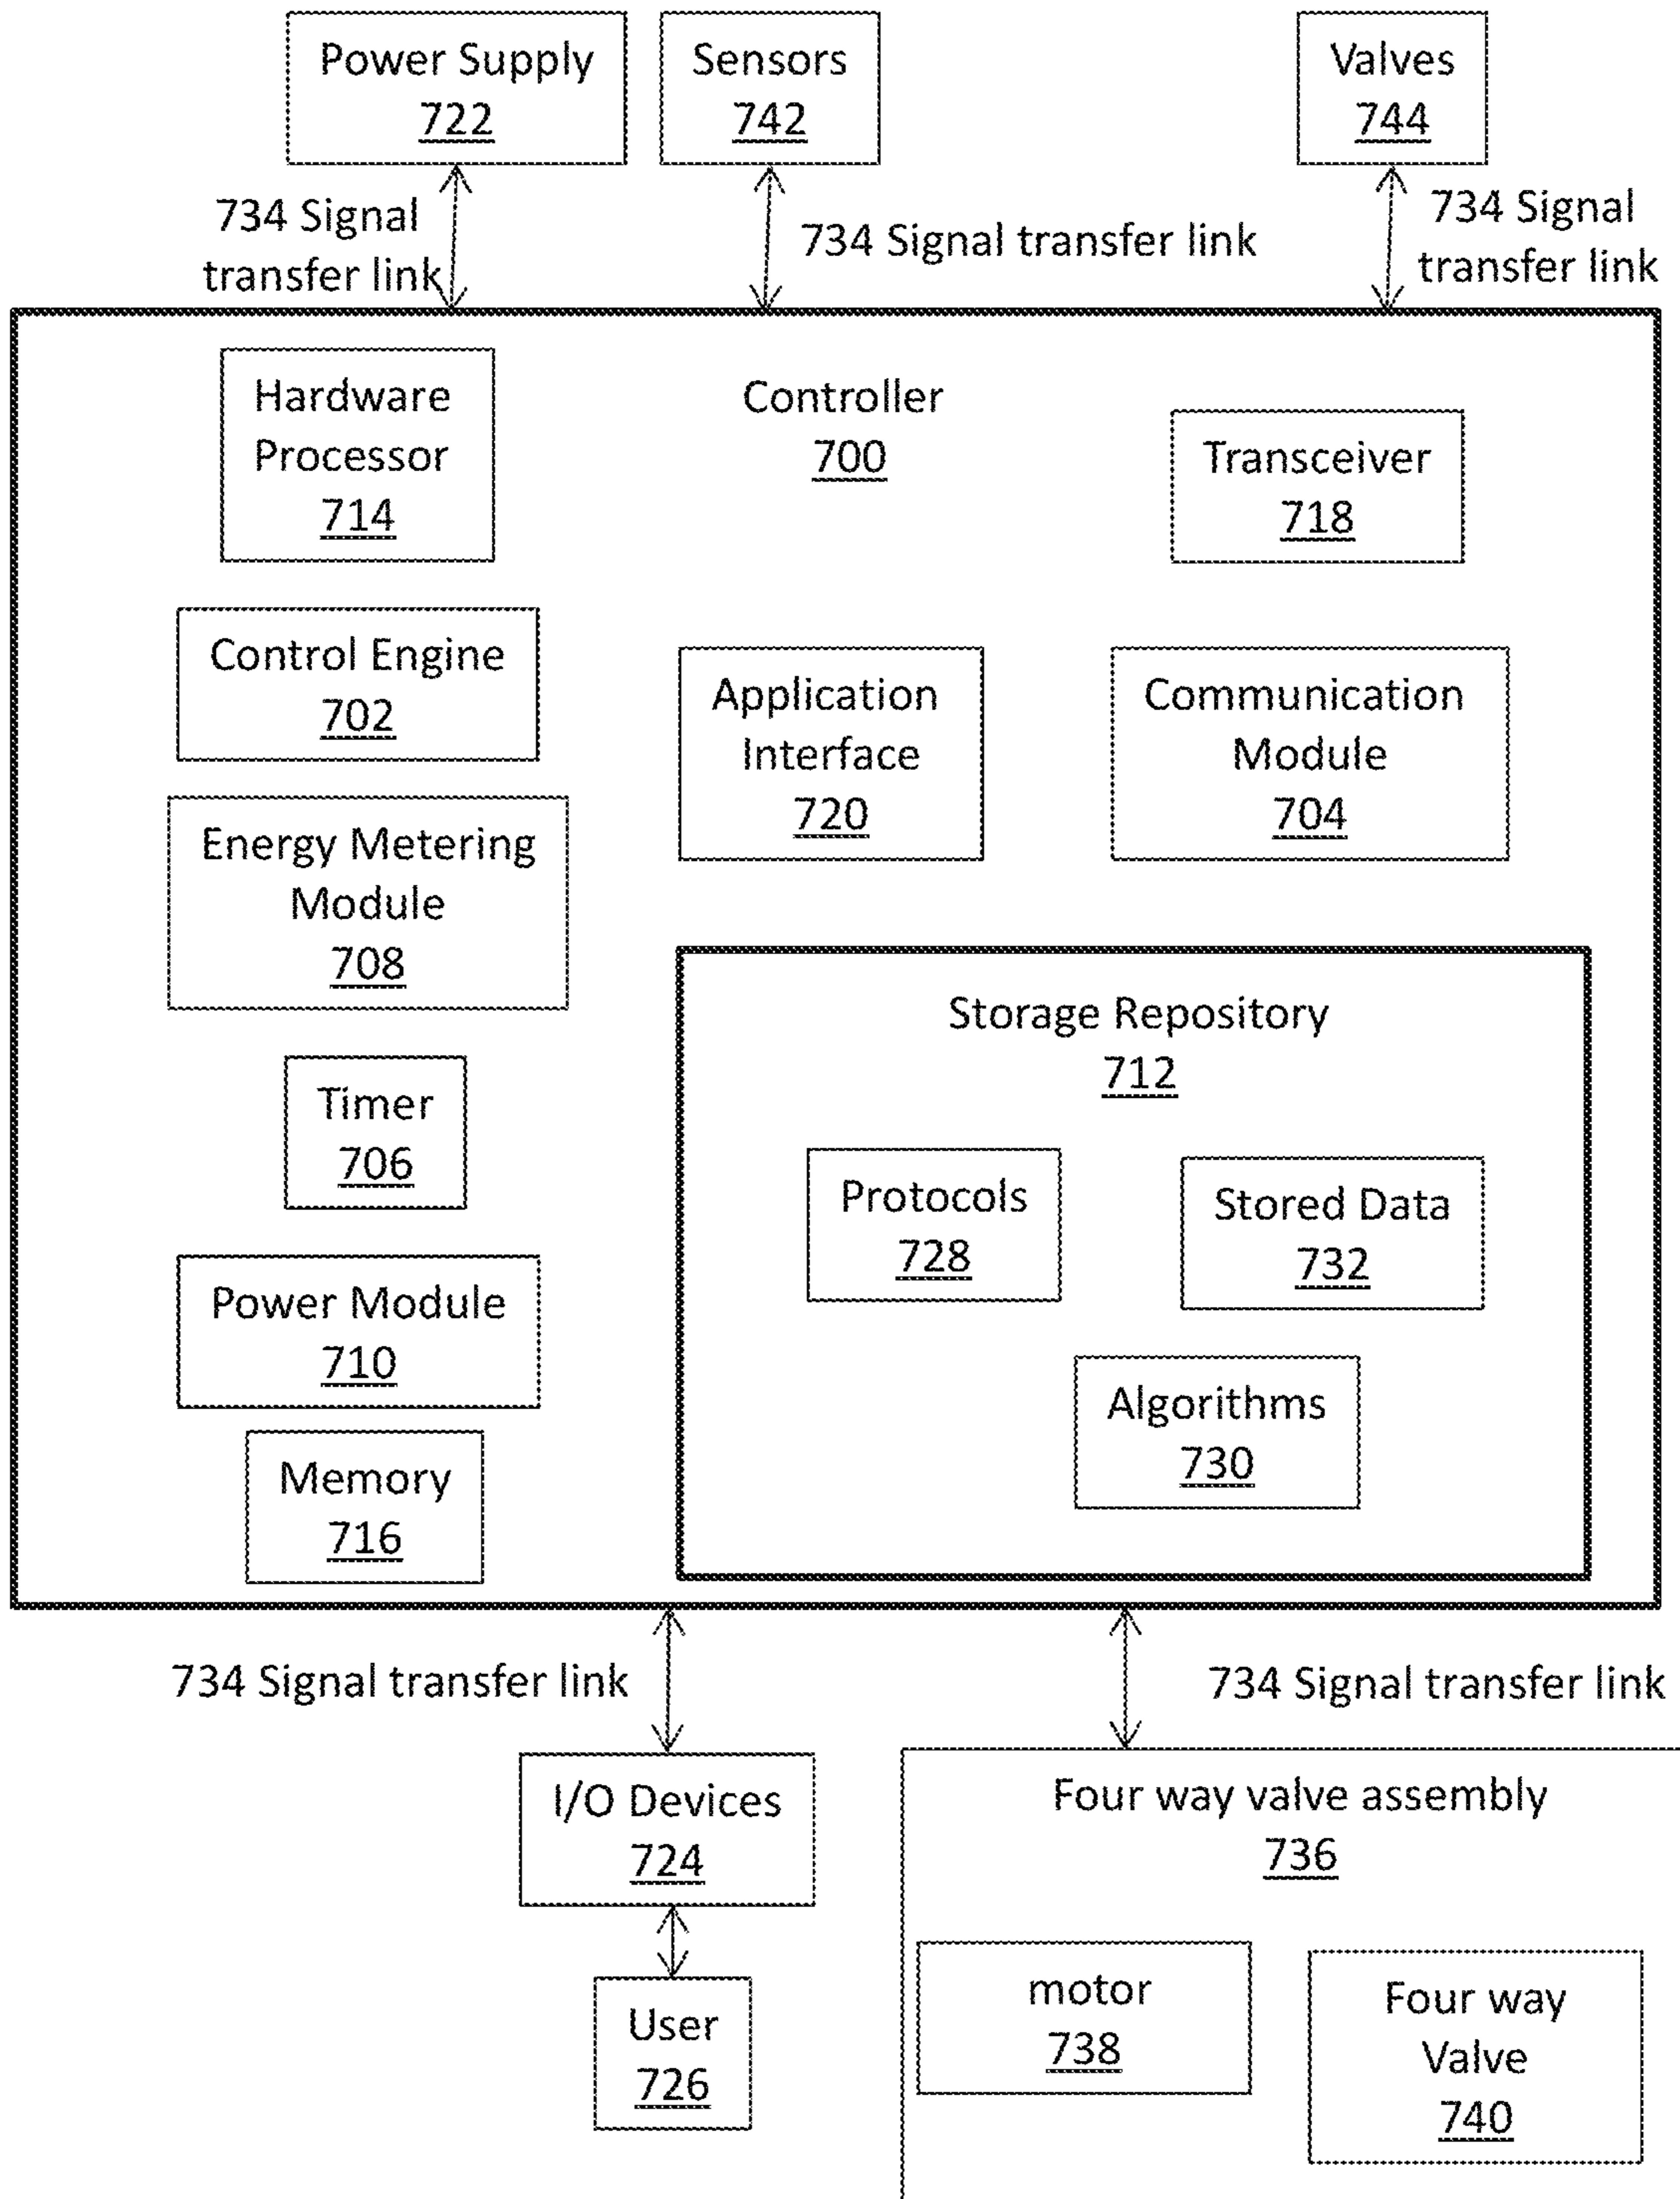 Power Supply
722
Sensors
742
Valves
744
734 Signal
transfer link
734 Signal transfer link
734 Signal
transfer link
Hardware
Processor
714
Controller
700
Transceiver
718
Control Engine
702
Application
Interface
720
Communication
Module
704
Energy Metering
Module
708
Storage Repository
712
Timer
706
Protocols
728
Stored Data
732
Power Module
710
Algorithms
730
Memory
716
734 Signal transfer link
734 Signal transfer link
I/O Devices
724
Four way valve assembly
736
User
726
motor
738
Four way
Valve
740